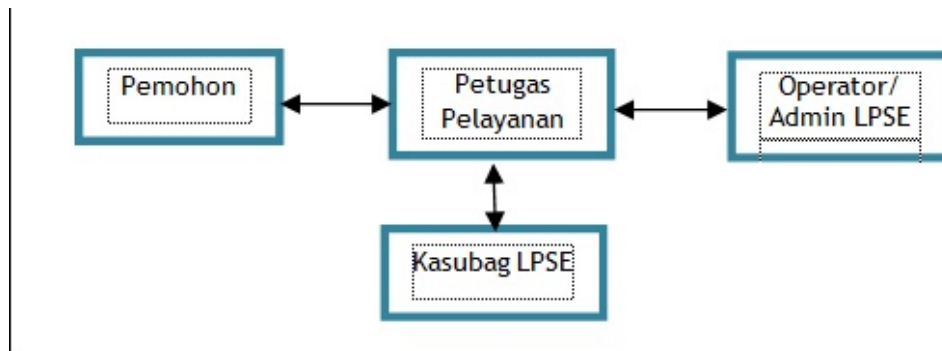 Pemohon
Petugas
Pelayanan
Operator/
Admin LPSE
Kasubag LPSE